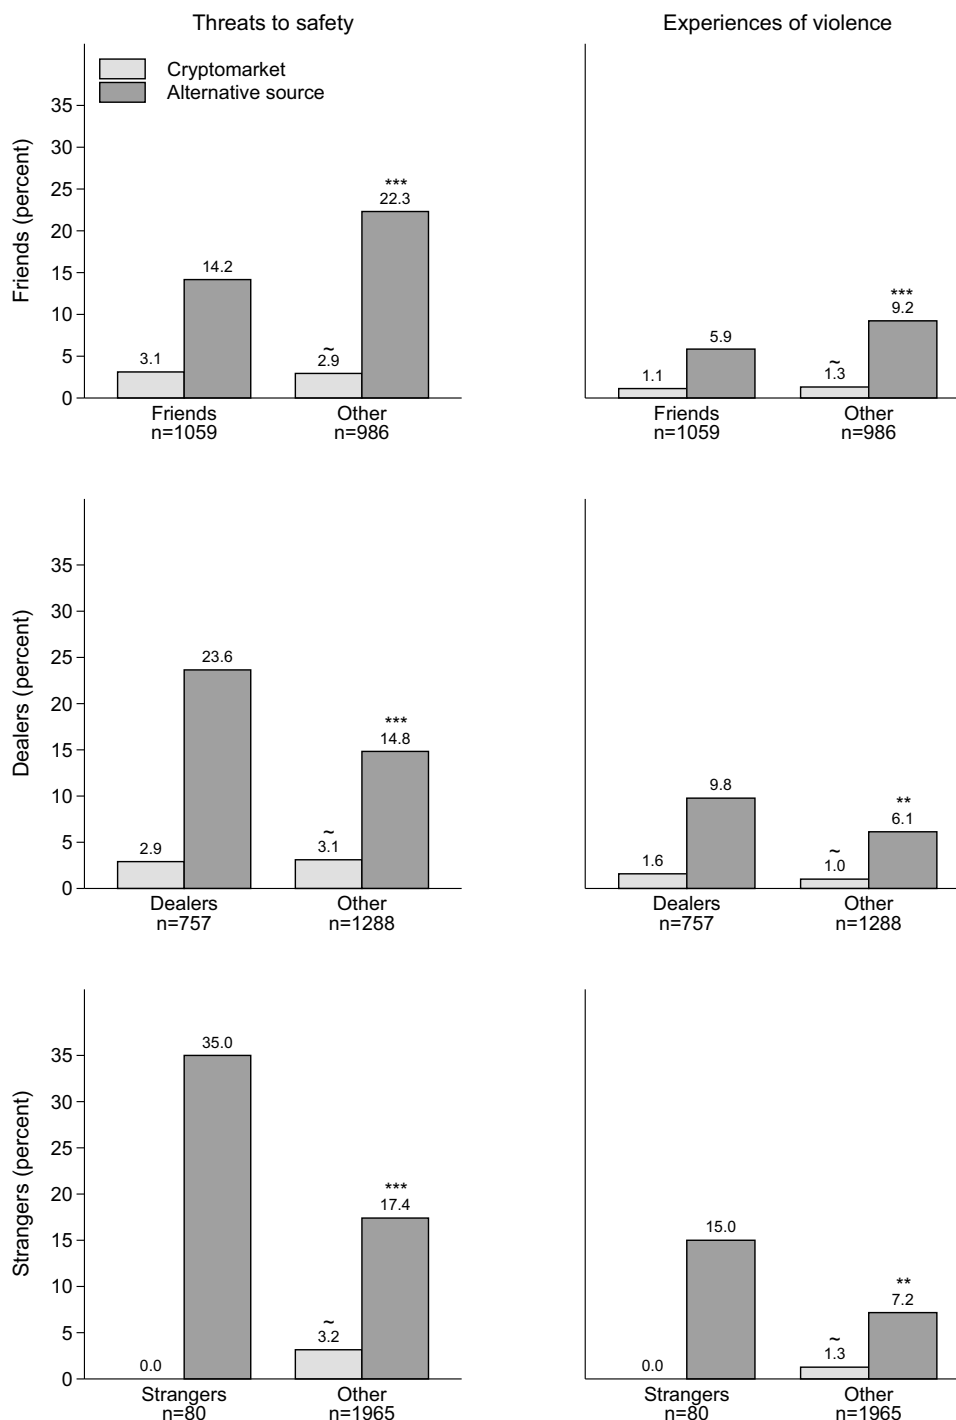 Threats to safety
Experiences of violence
Cryptomarket
Alternative source
Friends (percent)
35
30
25
20
15
10
5
0
3.1
14.2
~
2.9
***
22.3
Friends
n=1059
Other
n=986
1.1
5.9
~
1.3
***
9.2
Friends
n=1059
Other
n=986
Dealers (percent)
35
30
25
20
15
10
5
0
2.9
23.6
~
3.1
***
14.8
Dealers
n=757
Other
n=1288
1.6
9.8
~
1.0
**
6.1
Dealers
n=757
Other
n=1288
Strangers (percent)
35
30
25
20
15
10
5
0
0.0
35.0
~
3.2
***
17.4
Strangers
n=80
Other
n=1965
0.0
15.0
~
1.3
**
7.2
Strangers
n=80
Other
n=1965